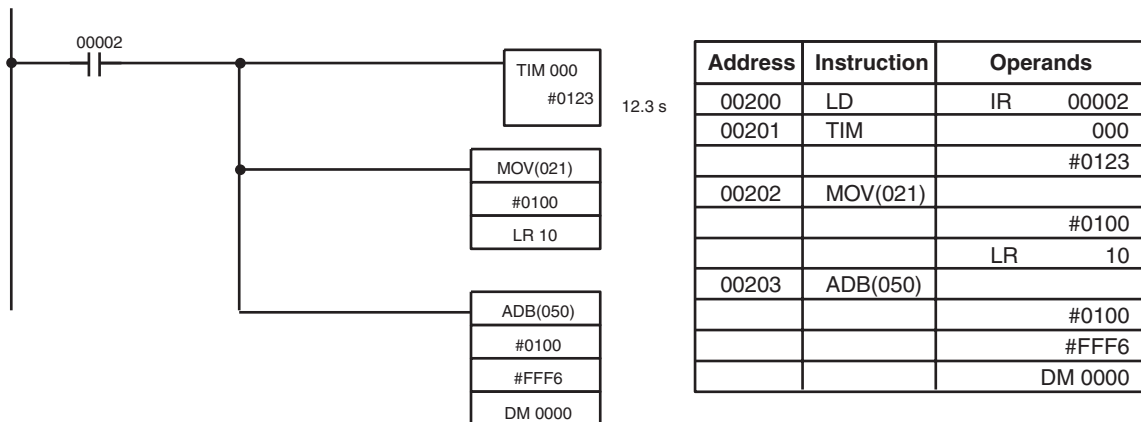 00002
TIM 000
#0123
12.3 s
MOV(021)
#0100
LR 10
ADB(050)
#0100
#FFF6
DM 0000
Address Instruction Operands
00200 LD IR 00002
00201 TIM 000
#0123
00202 MOV(021)
#0100
LR 10
00203 ADB(050)
#0100
#FFF6
DM 0000